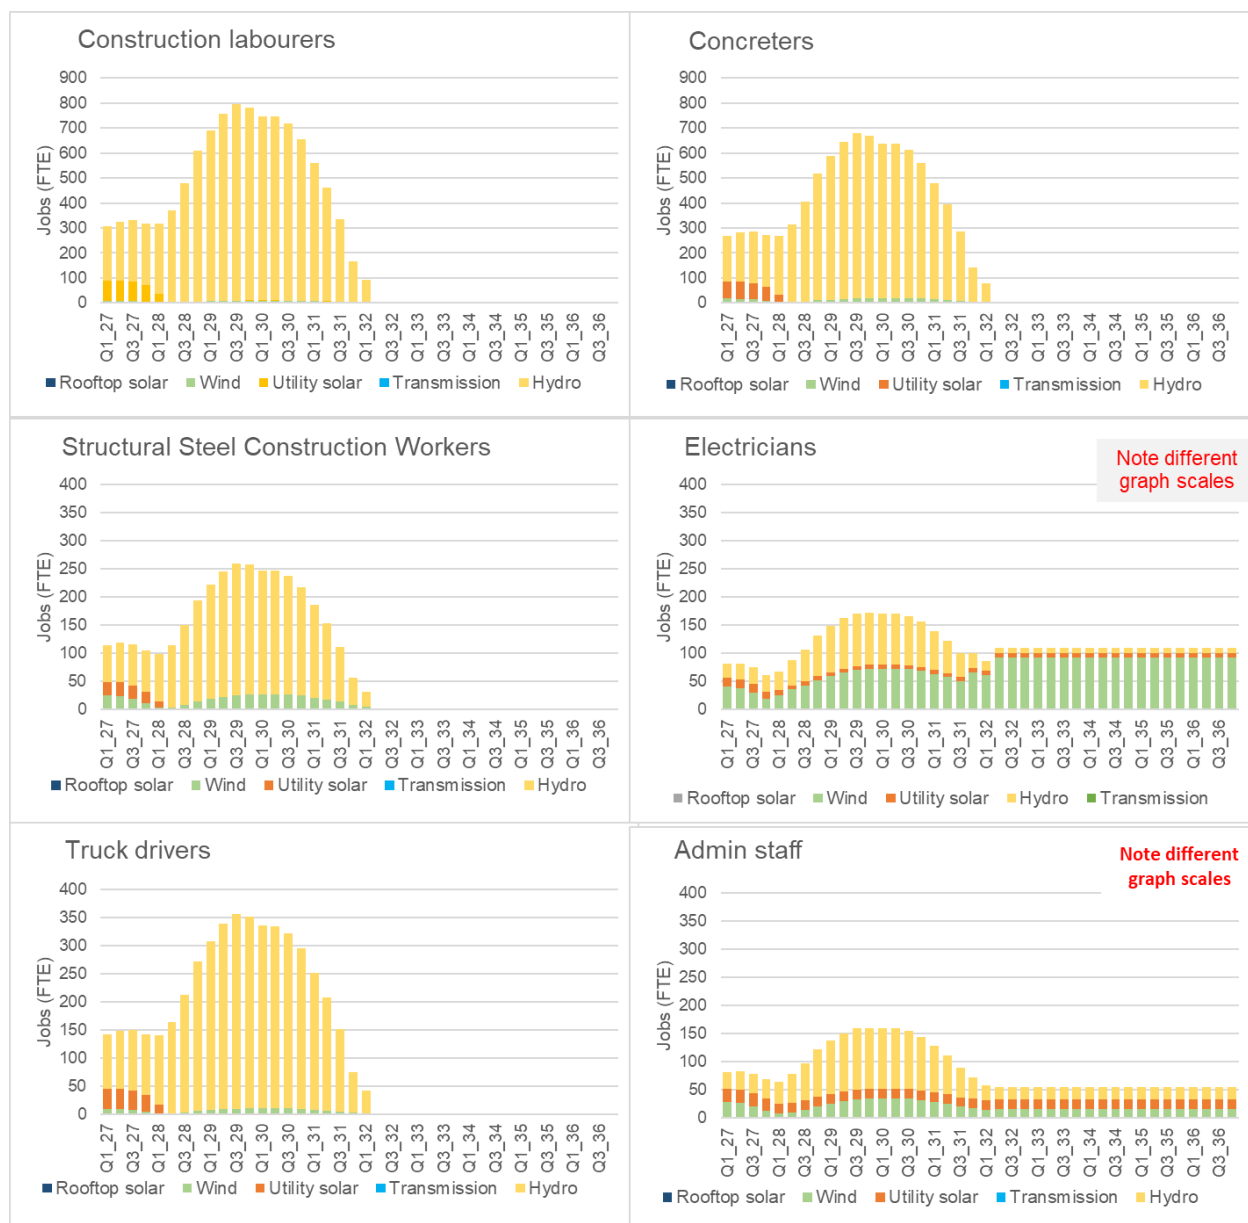 Construction labourers
900
800
700
600
500
400
300
200
100
0
Jobs (FTE)
Q1_27
Q3_27
Q1_28
Q3_28
Q1_29
Q3_29
Q1_30
Q3_30
Q1_31
Q3_31
Q1_32
Q3_32
Q1_33
Q3_33
Q1_34
Q3_34
Q1_35
Q3_35
Q1_36
Q3_36
Rooftop solar Wind Utility solar Transmission Hydro
Concreters
900
800
700
600
500
400
300
200
100
0
Jobs (FTE)
Q1_27
Q3_27
Q1_28
Q3_28
Q1_29
Q3_29
Q1_30
Q3_30
Q1_31
Q3_31
Q1_32
Q3_32
Q1_33
Q3_33
Q1_34
Q3_34
Q1_35
Q3_35
Q1_36
Q3_36
Rooftop solar Wind Utility solar Transmission Hydro
Structural Steel Construction Workers
400
350
300
250
200
150
100
50
0
Jobs (FTE)
Q1_27
Q3_27
Q1_28
Q3_28
Q1_29
Q3_29
Q1_30
Q3_30
Q1_31
Q3_31
Q1_32
Q3_32
Q1_33
Q3_33
Q1_34
Q3_34
Q1_35
Q3_35
Q1_36
Q3_36
Rooftop solar Wind Utility solar Transmission Hydro
Electricians
Note different
graph scales
400
350
300
250
200
150
100
50
0
Jobs (FTE)
Q1_27
Q3_27
Q1_28
Q3_28
Q1_29
Q3_29
Q1_30
Q3_30
Q1_31
Q3_31
Q1_32
Q3_32
Q1_33
Q3_33
Q1_34
Q3_34
Q1_35
Q3_35
Q1_36
Q3_36
Rooftop solar Wind Utility solar Hydro Transmission
Truck drivers
400
350
300
250
200
150
100
50
0
Jobs (FTE)
Q1_27
Q3_27
Q1_28
Q3_28
Q1_29
Q3_29
Q1_30
Q3_30
Q1_31
Q3_31
Q1_32
Q3_32
Q1_33
Q3_33
Q1_34
Q3_34
Q1_35
Q3_35
Q1_36
Q3_36
Rooftop solar Wind Utility solar Transmission Hydro
Admin staff
Note different
graph scales
400
350
300
250
200
150
100
50
0
Jobs (FTE)
Q1_27
Q3_27
Q1_28
Q3_28
Q1_29
Q3_29
Q1_30
Q3_30
Q1_31
Q3_31
Q1_32
Q3_32
Q1_33
Q3_33
Q1_34
Q3_34
Q1_35
Q3_35
Q1_36
Q3_36
Rooftop solar Wind Utility solar Transmission Hydro